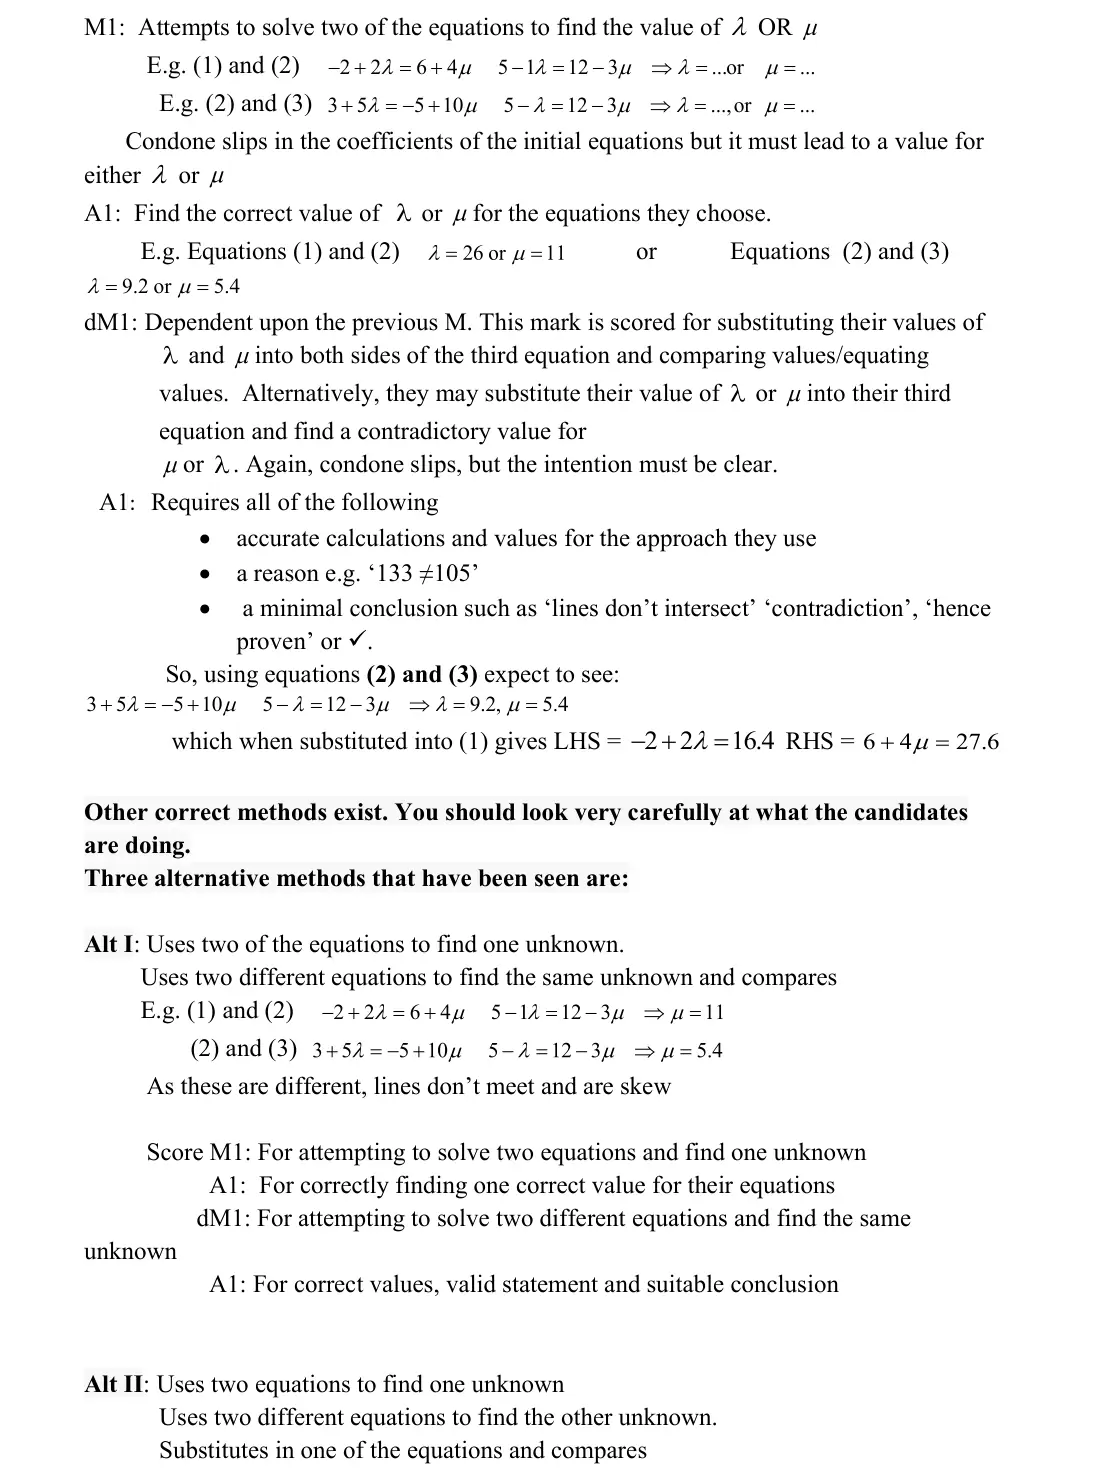 M1:  Attempts to solve two of the equations to find the value of λ OR μ
E.g. (1) and (2)   −2 + 2λ = 6 + 4μ   5 − 1λ = 12 − 3μ   ⇒ λ = ...or   μ = ...
E.g. (2) and (3)  3 + 5λ = −5 + 10μ   5 − λ = 12 − 3μ   ⇒ λ = ..., or  μ = ...
Condone slips in the coefficients of the initial equations but it must lead to a value for
either λ or μ
A1:  Find the correct value of λ or μ for the equations they choose.
E.g. Equations (1) and (2)   λ = 26 or μ = 11   or   Equations  (2) and (3)
λ = 9.2 or μ = 5.4
dM1: Dependent upon the previous M. This mark is scored for substituting their values of
λ and μ into both sides of the third equation and comparing values/equating
values.  Alternatively, they may substitute their value of λ or μ into their third
equation and find a contradictory value for
μ or λ. Again, condone slips, but the intention must be clear.
A1:  Requires all of the following
• accurate calculations and values for the approach they use
• a reason e.g. ‘133 ≠105’
• a minimal conclusion such as ‘lines don’t intersect’ ‘contradiction’, ‘hence
proven’ or ✓.
So, using equations (2) and (3) expect to see:
3 + 5λ = −5 + 10μ   5 − λ = 12 − 3μ   ⇒ λ = 9.2, μ = 5.4
which when substituted into (1) gives LHS = −2 + 2λ = 16.4  RHS = 6 + 4μ = 27.6
Other correct methods exist. You should look very carefully at what the candidates
are doing.
Three alternative methods that have been seen are:
Alt I: Uses two of the equations to find one unknown.
Uses two different equations to find the same unknown and compares
E.g. (1) and (2)   −2 + 2λ = 6 + 4μ   5 − 1λ = 12 − 3μ   ⇒ μ = 11
(2) and (3)  3 + 5λ = −5 + 10μ   5 − λ = 12 − 3μ   ⇒ μ = 5.4
As these are different, lines don’t meet and are skew
Score M1: For attempting to solve two equations and find one unknown
A1:  For correctly finding one correct value for their equations
dM1: For attempting to solve two different equations and find the same
unknown
A1: For correct values, valid statement and suitable conclusion
Alt II: Uses two equations to find one unknown
Uses two different equations to find the other unknown.
Substitutes in one of the equations and compares